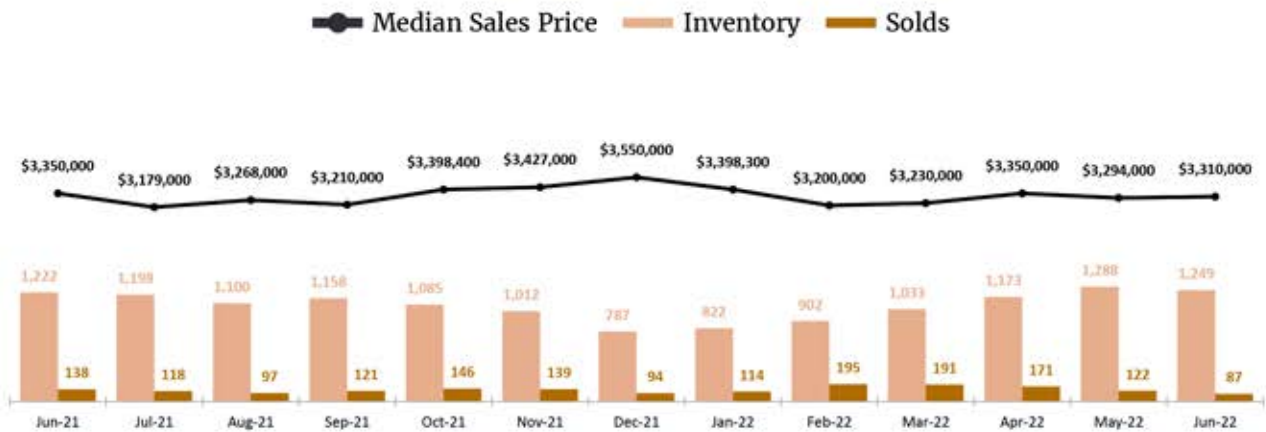 Median Sales Price Inventory Solds
$3,350,000 $3,179,000 $3,268,000 $3,210,000 $3,398,400 $3,427,000 $3,550,000 $3,398,300 $3,200,000 $3,230,000 $3,350,000 $3,294,000 $3,310,000
1,222 1,199 1,100 1,158 1,085 1,012 787 822 902 1,033 1,173 1,288 1,249
138 118 97 121 146 139 94 114 195 191 171 122 87
Jun-21 Jul-21 Aug-21 Sep-21 Oct-21 Nov-21 Dec-21 Jan-22 Feb-22 Mar-22 Apr-22 May-22 Jun-22